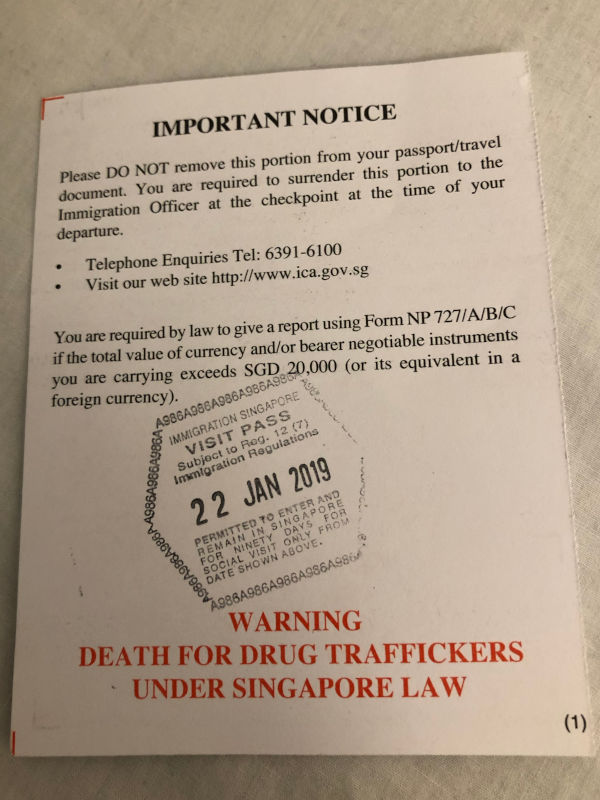 IMPORTANT NOTICE
Please DO NOT remove this portion from your passport/travel
document. You are required to surrender this portion to the
Immigration Officer at the checkpoint at the time of your
departure.
• Telephone Enquiries Tel: 6391-6100
• Visit our web site http://www.ica.gov.sg
You are required by law to give a report using Form NP 727/A/B/C
if the total value of currency and/or bearer negotiable instruments
you are carrying exceeds SGD 20,000 (or its equivalent in a
foreign currency).
A986A986A986A986A986A986
A986A986A986A986A
IMMIGRATION SINGAPORE
VISIT PASS
Subject to Reg. 12 (7)
Immigration Regulations
22 JAN 2019
PERMITTED TO ENTER AND
REMAIN IN SINGAPORE
FOR NINETY DAYS FOR
SOCIAL VISIT ONLY FROM
DATE SHOWN ABOVE.
A986A986A986A986A986A986
WARNING
DEATH FOR DRUG TRAFFICKERS
UNDER SINGAPORE LAW
(1)